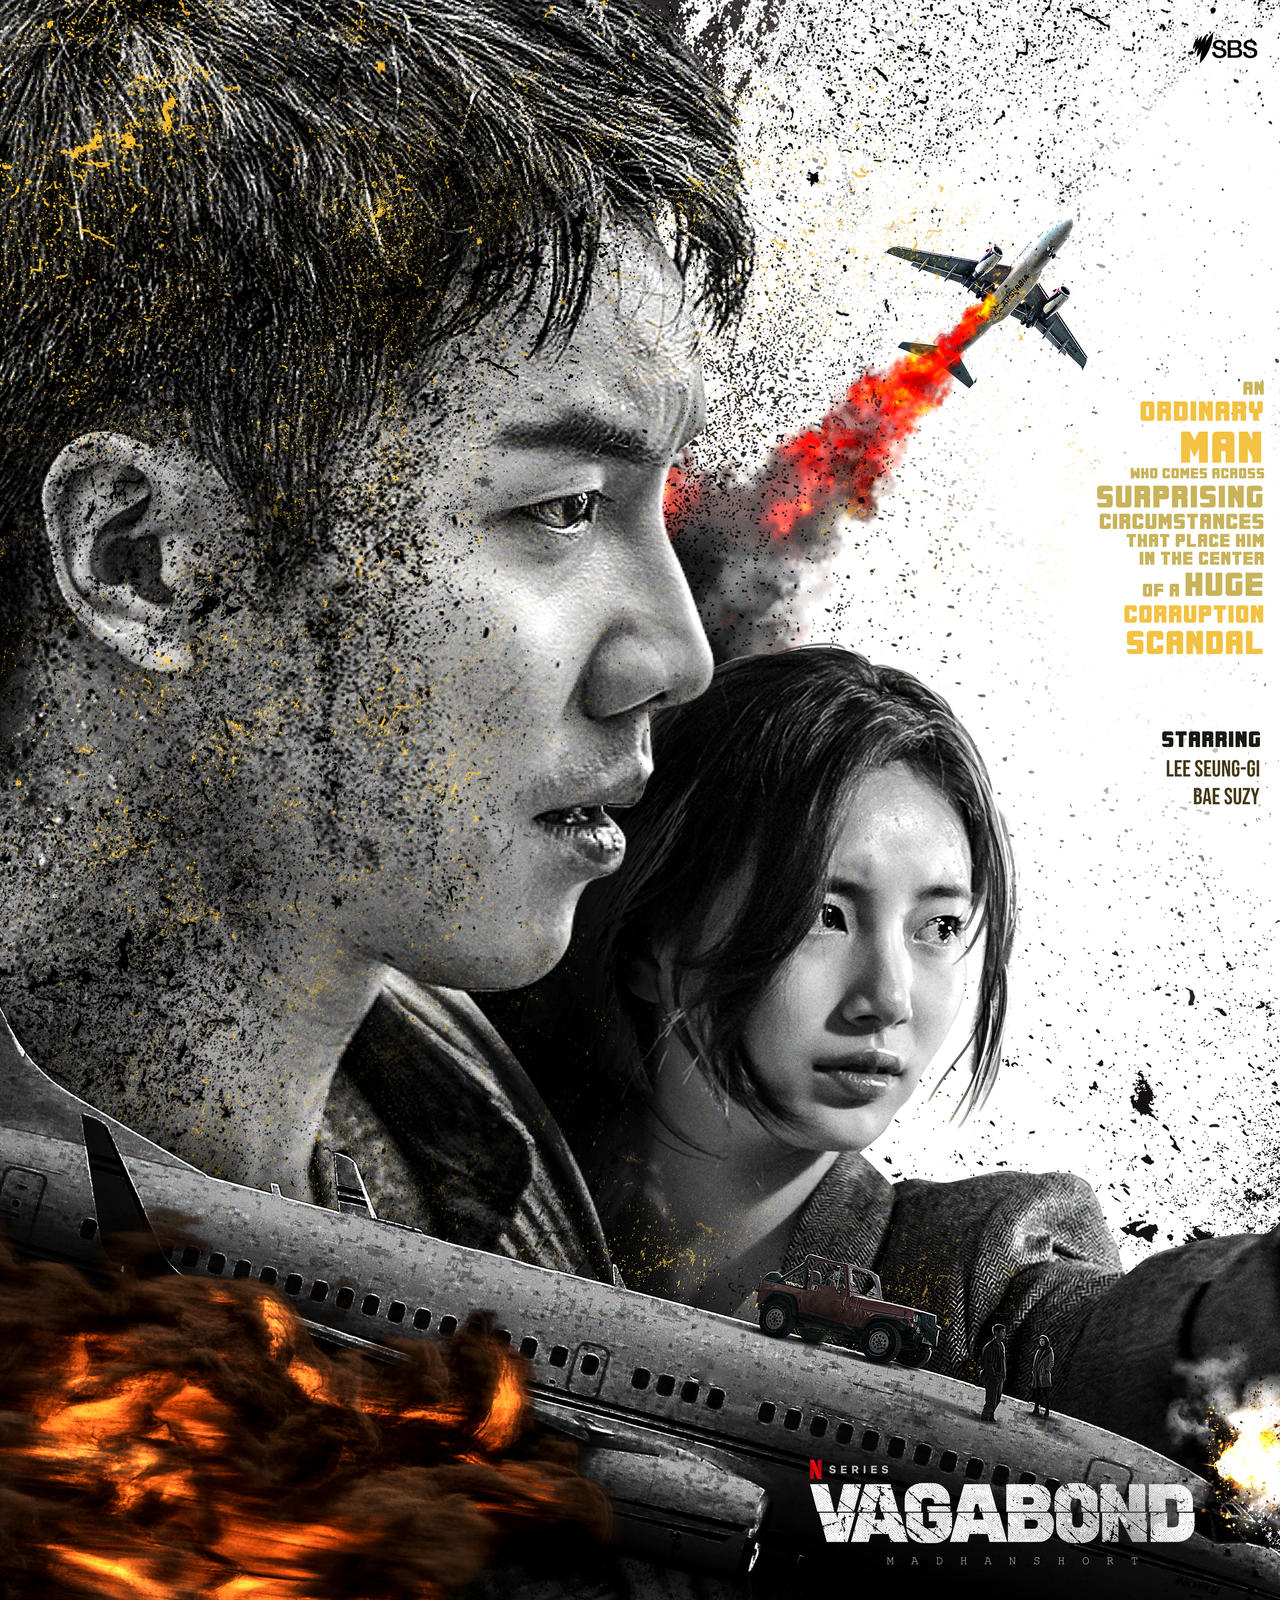 SBS
AN
ORDINARY
MAN
WHO COMES ACROSS
SURPRISING
CIRCUMSTANCES
THAT PLACE HIM
IN THE CENTER
OF A HUGE
CORRUPTION
SCANDAL
STARRING
LEE SEUNG-GI
BAE SUZY
N SERIES
VAGABOND
MADHANSHORT